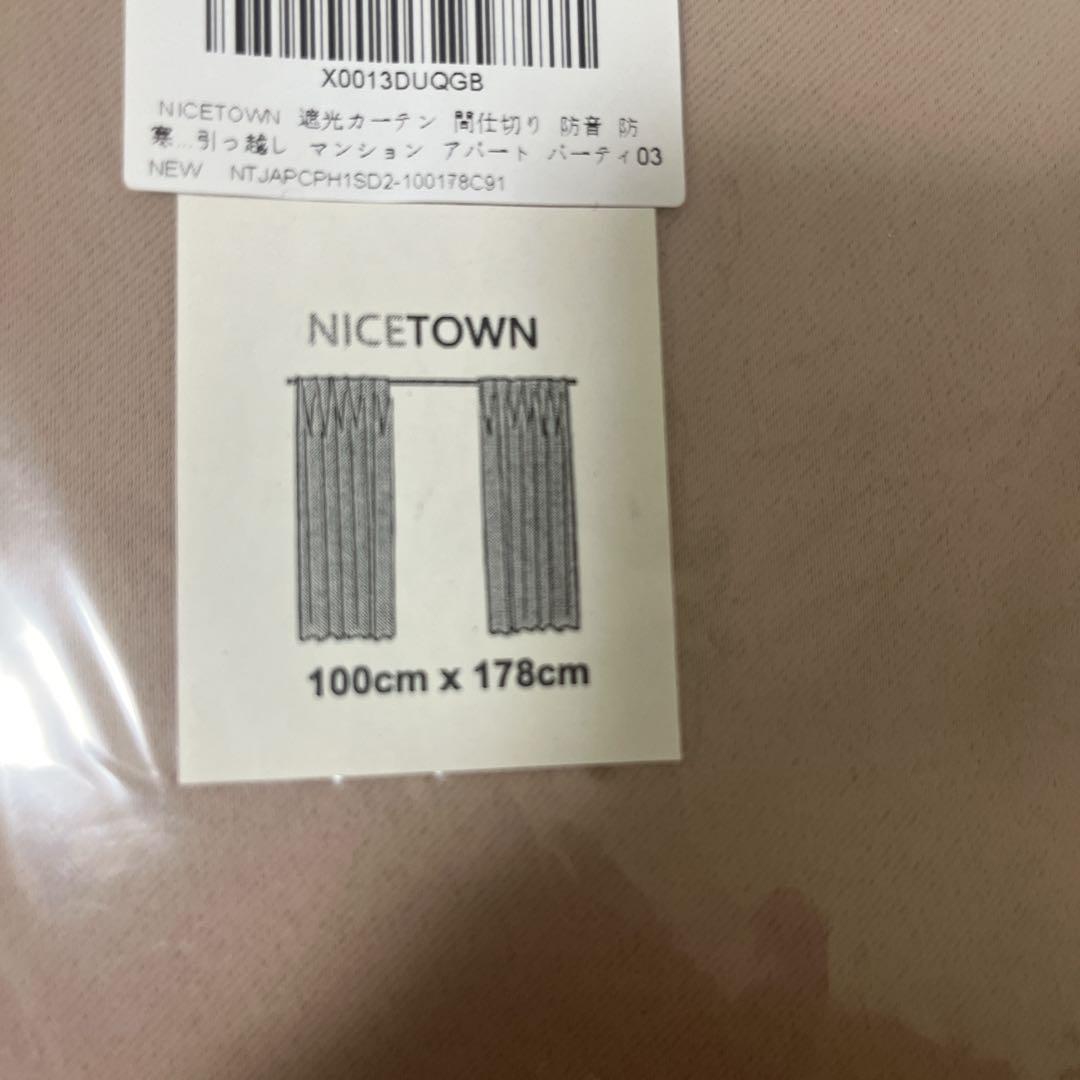 X0013DUQGB
NICETOWN 遮光カーテン 間仕切り 防音 防
寒...引っ越し マンション アパート パーティ03
NEW NTJAPCPH1SD2-100178C91
NICETOWN
100cm x 178cm